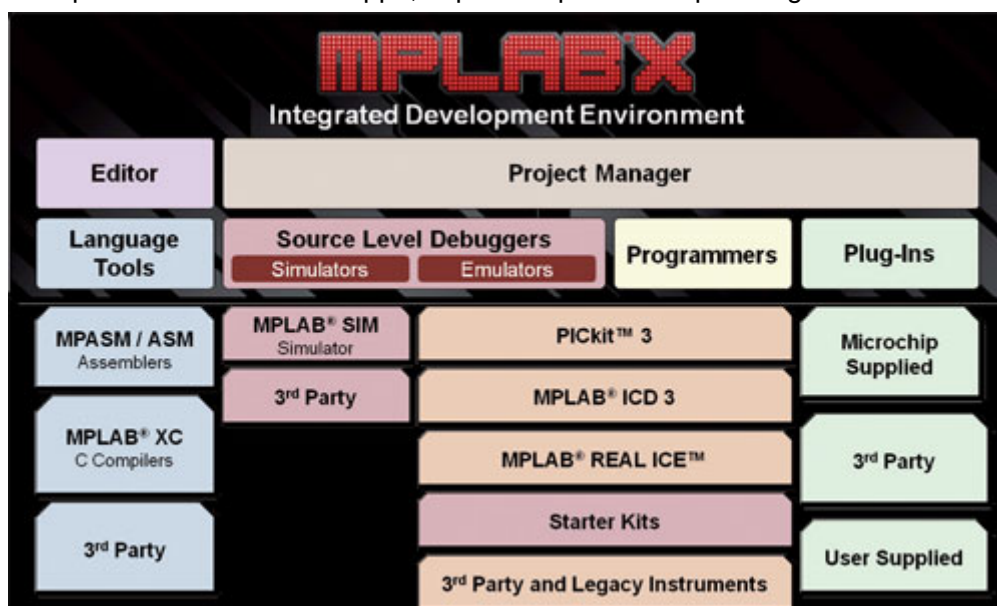 MPLAB X
Integrated Development Environment
Editor
Project Manager
Language
Tools
Source Level Debuggers
Simulators
Emulators
Programmers
Plug-Ins
MPASM / ASM
Assemblers
MPLAB® XC
C Compilers
3rd Party
MPLAB® SIM
Simulator
3rd Party
PICkit™ 3
MPLAB® ICD 3
MPLAB® REAL ICE™
Starter Kits
3rd Party and Legacy Instruments
Microchip
Supplied
3rd Party
User Supplied